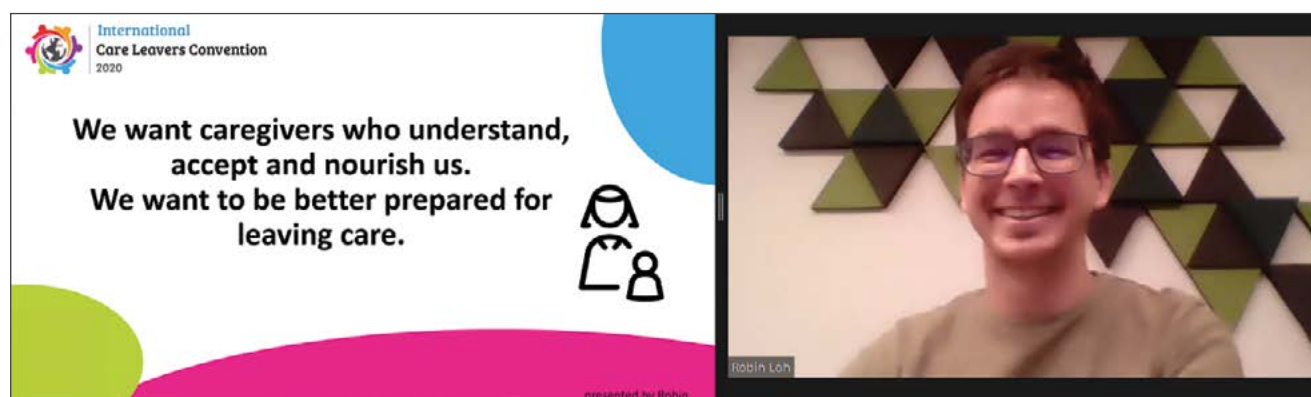 International
Care Leavers Convention
2020
We want caregivers who understand,
accept and nourish us.
We want to be better prepared for
leaving care.
presented by Robin
Robin Loh